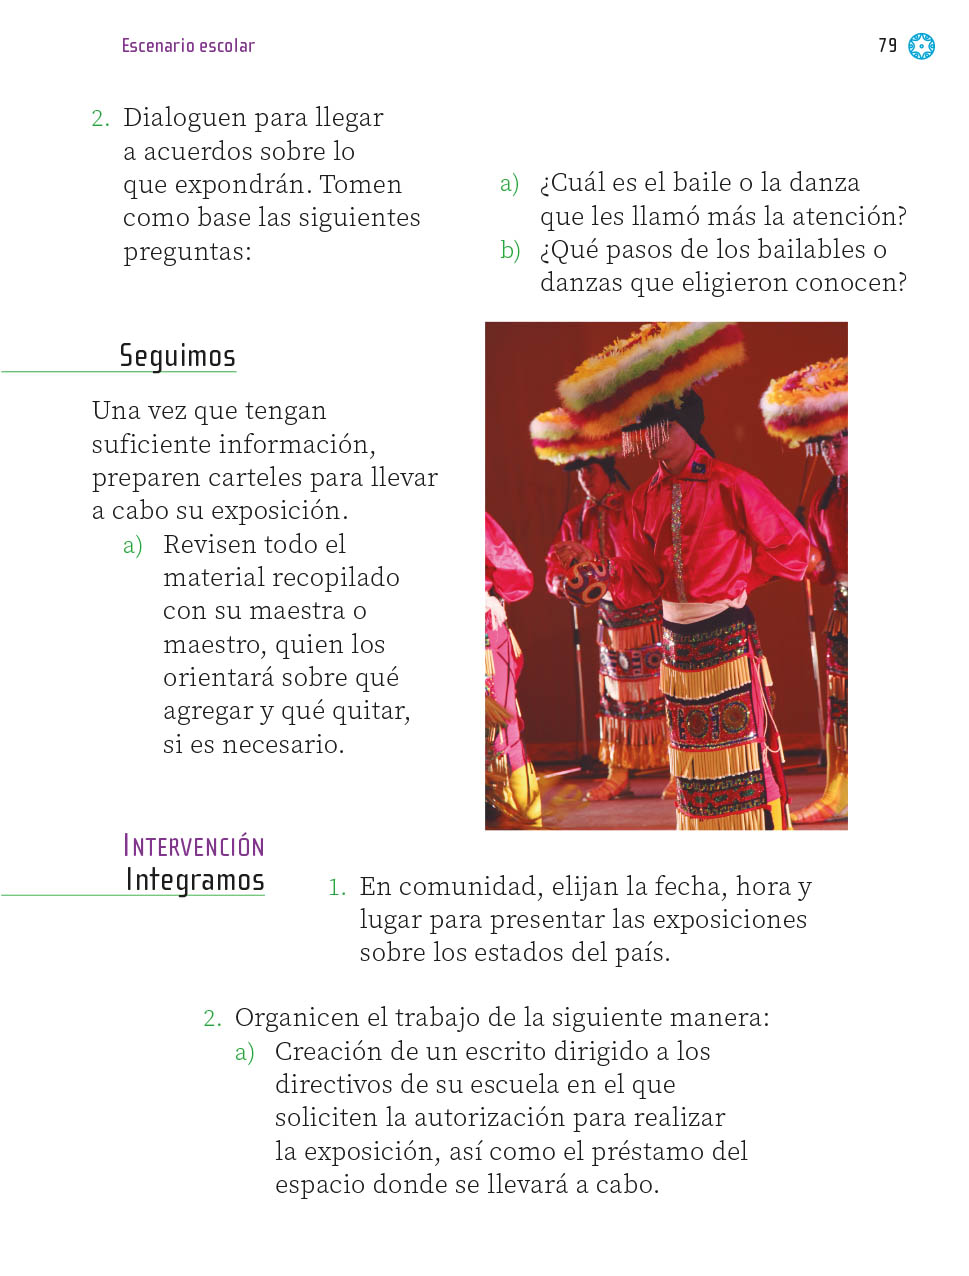 Escenario escolar
79
2. Dialoguen para llegar
a acuerdos sobre lo
que expondrán. Tomen
como base las siguientes
preguntas:
a) ¿Cuál es el baile o la danza
que les llamó más la atención?
b) ¿Qué pasos de los bailables o
danzas que eligieron conocen?
Seguimos
Una vez que tengan
suficiente información,
preparen carteles para llevar
a cabo su exposición.
a) Revisen todo el
material recopilado
con su maestra o
maestro, quien los
orientará sobre qué
agregar y qué quitar,
si es necesario.
INTERVENCIÓN
Integramos
1. En comunidad, elijan la fecha, hora y
lugar para presentar las exposiciones
sobre los estados del país.
2. Organicen el trabajo de la siguiente manera:
a) Creación de un escrito dirigido a los
directivos de su escuela en el que
soliciten la autorización para realizar
la exposición, así como el préstamo del
espacio donde se llevará a cabo.